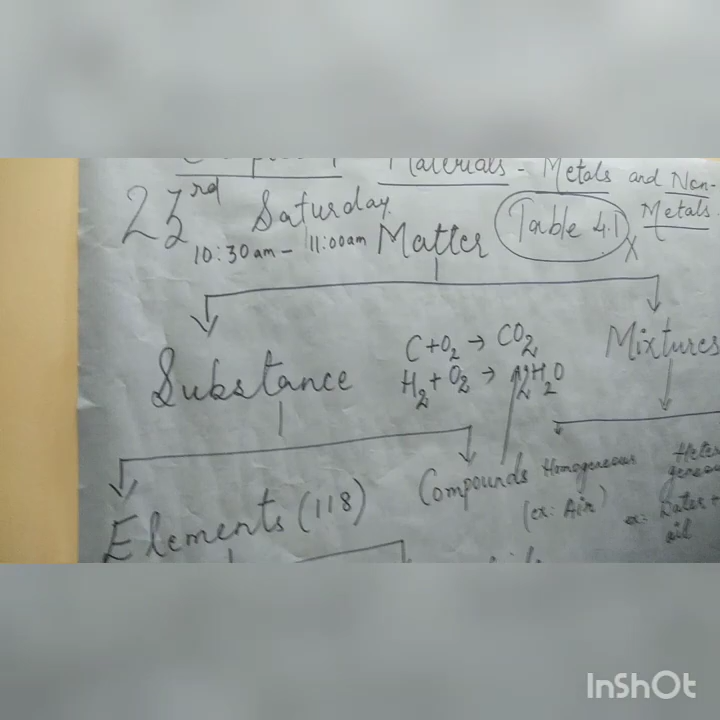 Materials - Metals and Non-
Metals
23rd Saturday
10:30am - 11:00am
Matter
Table 4.1
Substance
C + O2 → CO2
H2 + O2 → 2H2O
Mixtures
Elements (118)
Compounds
Homogeneous
(ex: Air)
ex: Water +
oil
InShOt